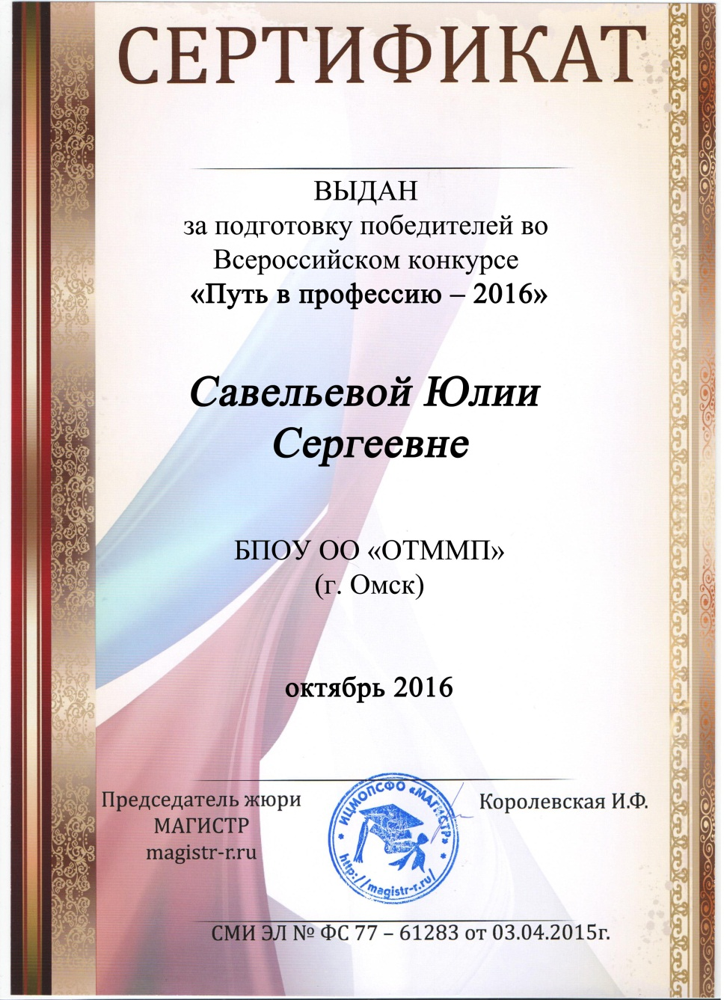 СЕРТИФИКАТ
ВЫДАН
за подготовку победителей во
Всероссийском конкурсе
«Путь в профессию – 2016»
Савельевой Юлии
Сергеевне
БПОУ ОО «ОТММП»
(г. Омск)
октябрь 2016
Председатель жюри
МАГИСТР
magistr-r.ru
ИЦМОПСФО «МАГИСТР»
http://magistr-r.ru/
Королевская И.Ф.
СМИ ЭЛ № ФС 77 – 61283 от 03.04.2015г.